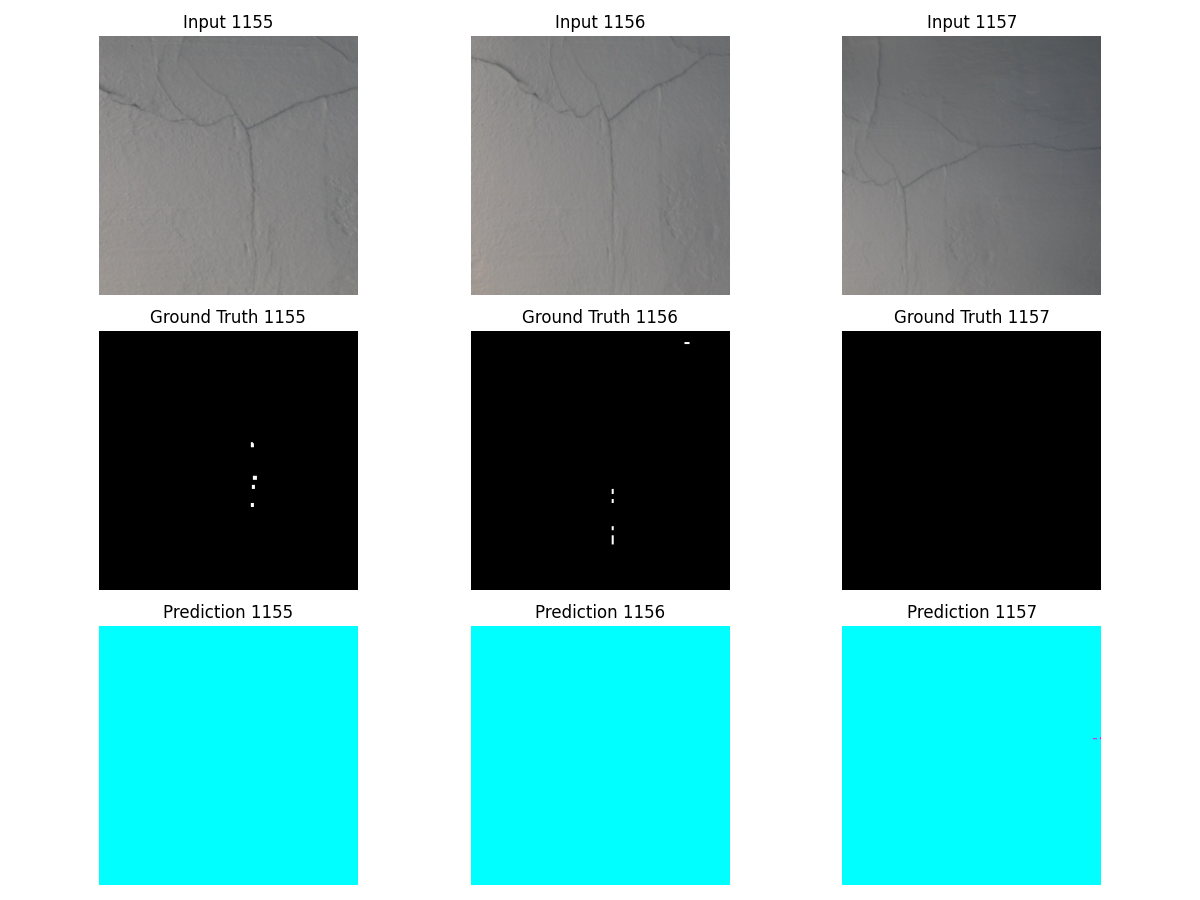 Input 1155
Input 1156
Input 1157
Ground Truth 1155
Ground Truth 1156
Ground Truth 1157
Prediction 1155
Prediction 1156
Prediction 1157